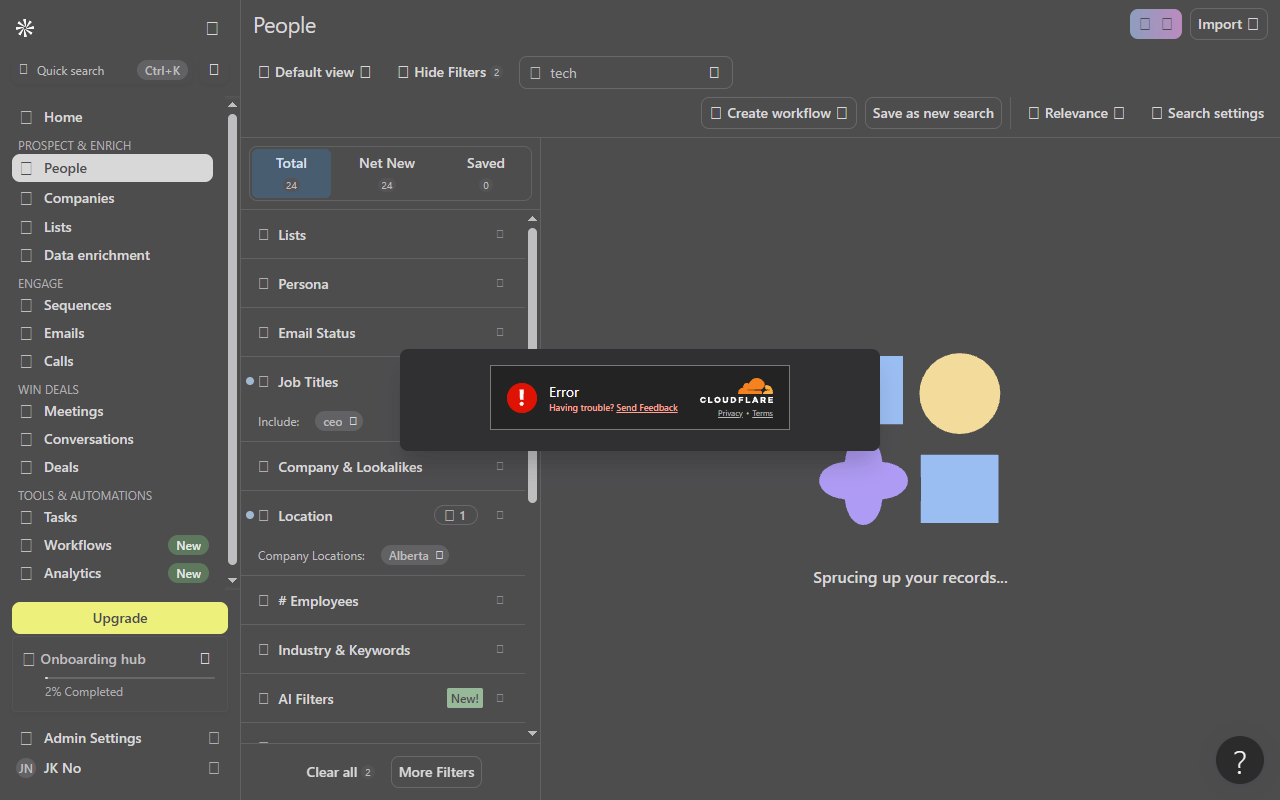 People
Import
Quick search
Ctrl+K
Default view
Hide Filters 2
tech
Create workflow
Save as new search
Relevance
Search settings
Home
PROSPECT & ENRICH
People
Companies
Lists
Data enrichment
ENGAGE
Sequences
Emails
Calls
WIN DEALS
Meetings
Conversations
Deals
TOOLS & AUTOMATIONS
Tasks
Workflows New
Analytics New
Upgrade
Onboarding hub
2% Completed
Admin Settings
JN JK No
Total
24
Net New
24
Saved
0
Lists
Persona
Email Status
Job Titles
Include: ceo
Company & Lookalikes
Location 1
Company Locations: Alberta
# Employees
Industry & Keywords
AI Filters New!
Clear all 2
More Filters
Error
Having trouble? Send Feedback
CLOUDFLARE
Privacy • Terms
Sprucing up your records...
?